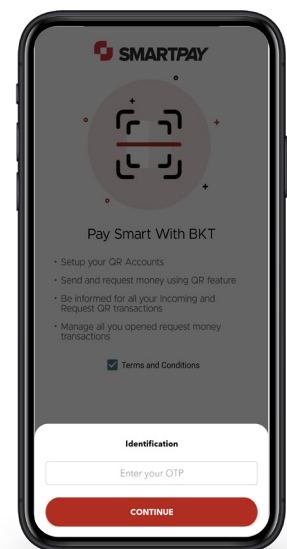 SMARTPAY
Pay Smart With BKT
• Setup your QR Accounts
• Send and request money using QR feature
• Be informed for all your Incoming and
Request QR transactions
• Manage all you opened request money
transactions
Terms and Conditions
Identification
Enter your OTP
CONTINUE